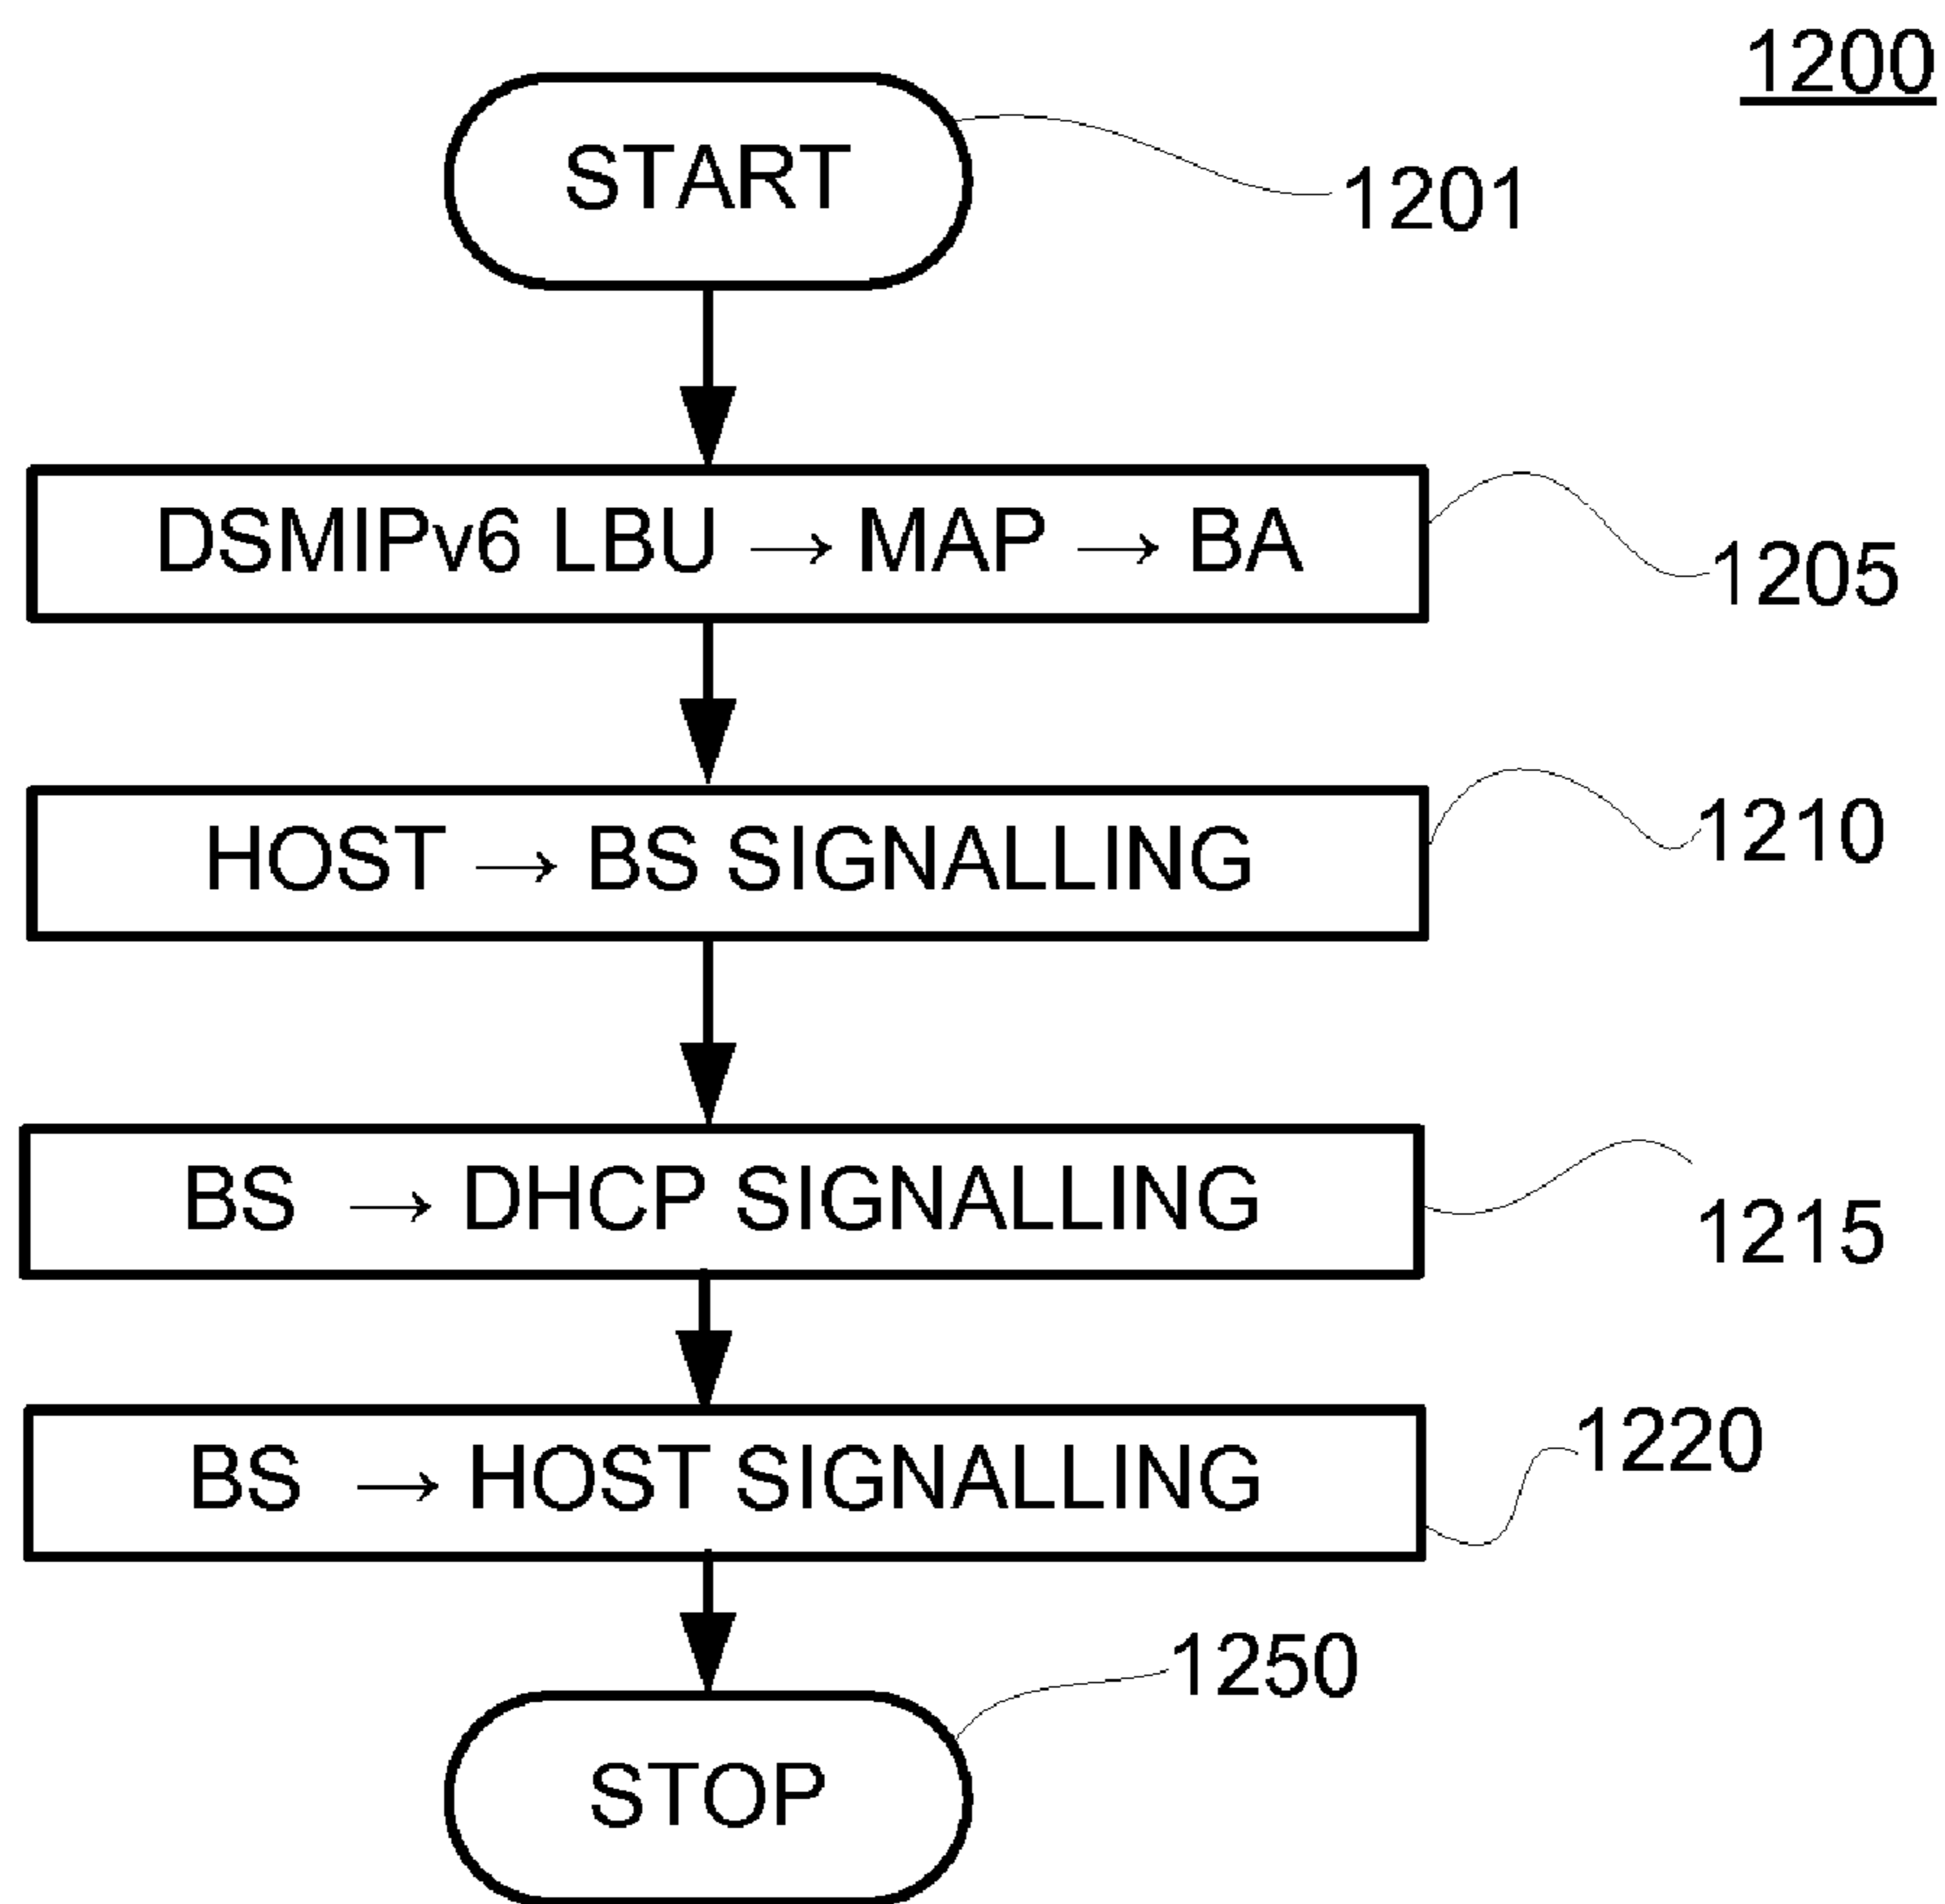 1200
START
1201
DSMIPv6 LBU → MAP → BA
1205
HOST → BS SIGNALLING
1210
BS → DHCP SIGNALLING
1215
BS → HOST SIGNALLING
1220
1250
STOP